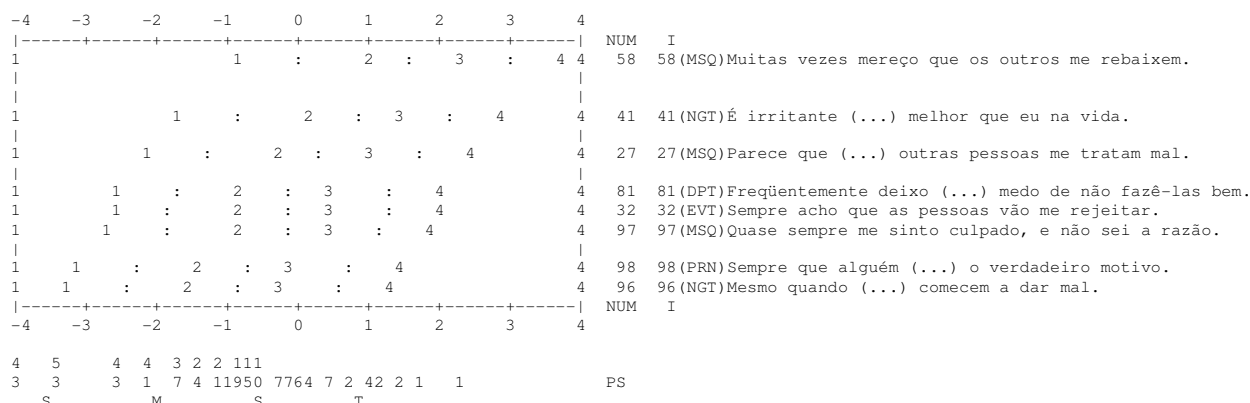 -4 -3 -2 -1 0 1 2 3 4
|------+------+------+------+------+------+------+------| NUM I
1 1 : 2 : 3 : 4 4 58 58(MSQ)Muitas vezes mereço que os outros me rebaixem.
| |
| |
1 1 : 2 : 3 : 4 4 41 41(NGT)É irritante (...) melhor que eu na vida.
| |
1 1 : 2 : 3 : 4 4 27 27(MSQ)Parece que (...) outras pessoas me tratam mal.
| |
1 1 : 2 : 3 : 4 4 81 81(DPT)Freqüentemente deixo (...) medo de não fazê-las bem.
1 1 : 2 : 3 : 4 4 32 32(EVT)Sempre acho que as pessoas vão me rejeitar.
1 1 : 2 : 3 : 4 4 97 97(MSQ)Quase sempre me sinto culpado, e não sei a razão.
| |
1 1 : 2 : 3 : 4 4 98 98(PRN)Sempre que alguém (...) o verdadeiro motivo.
1 1 : 2 : 3 : 4 4 96 96(NGT)Mesmo quando (...) comecem a dar mal.
|------+------+------+------+------+------+------+------| NUM I
-4 -3 -2 -1 0 1 2 3 4
4 5 4 4 3 2 2 111
3 3 3 1 7 4 11950 7764 7 2 42 2 1 1 PS
S M S T